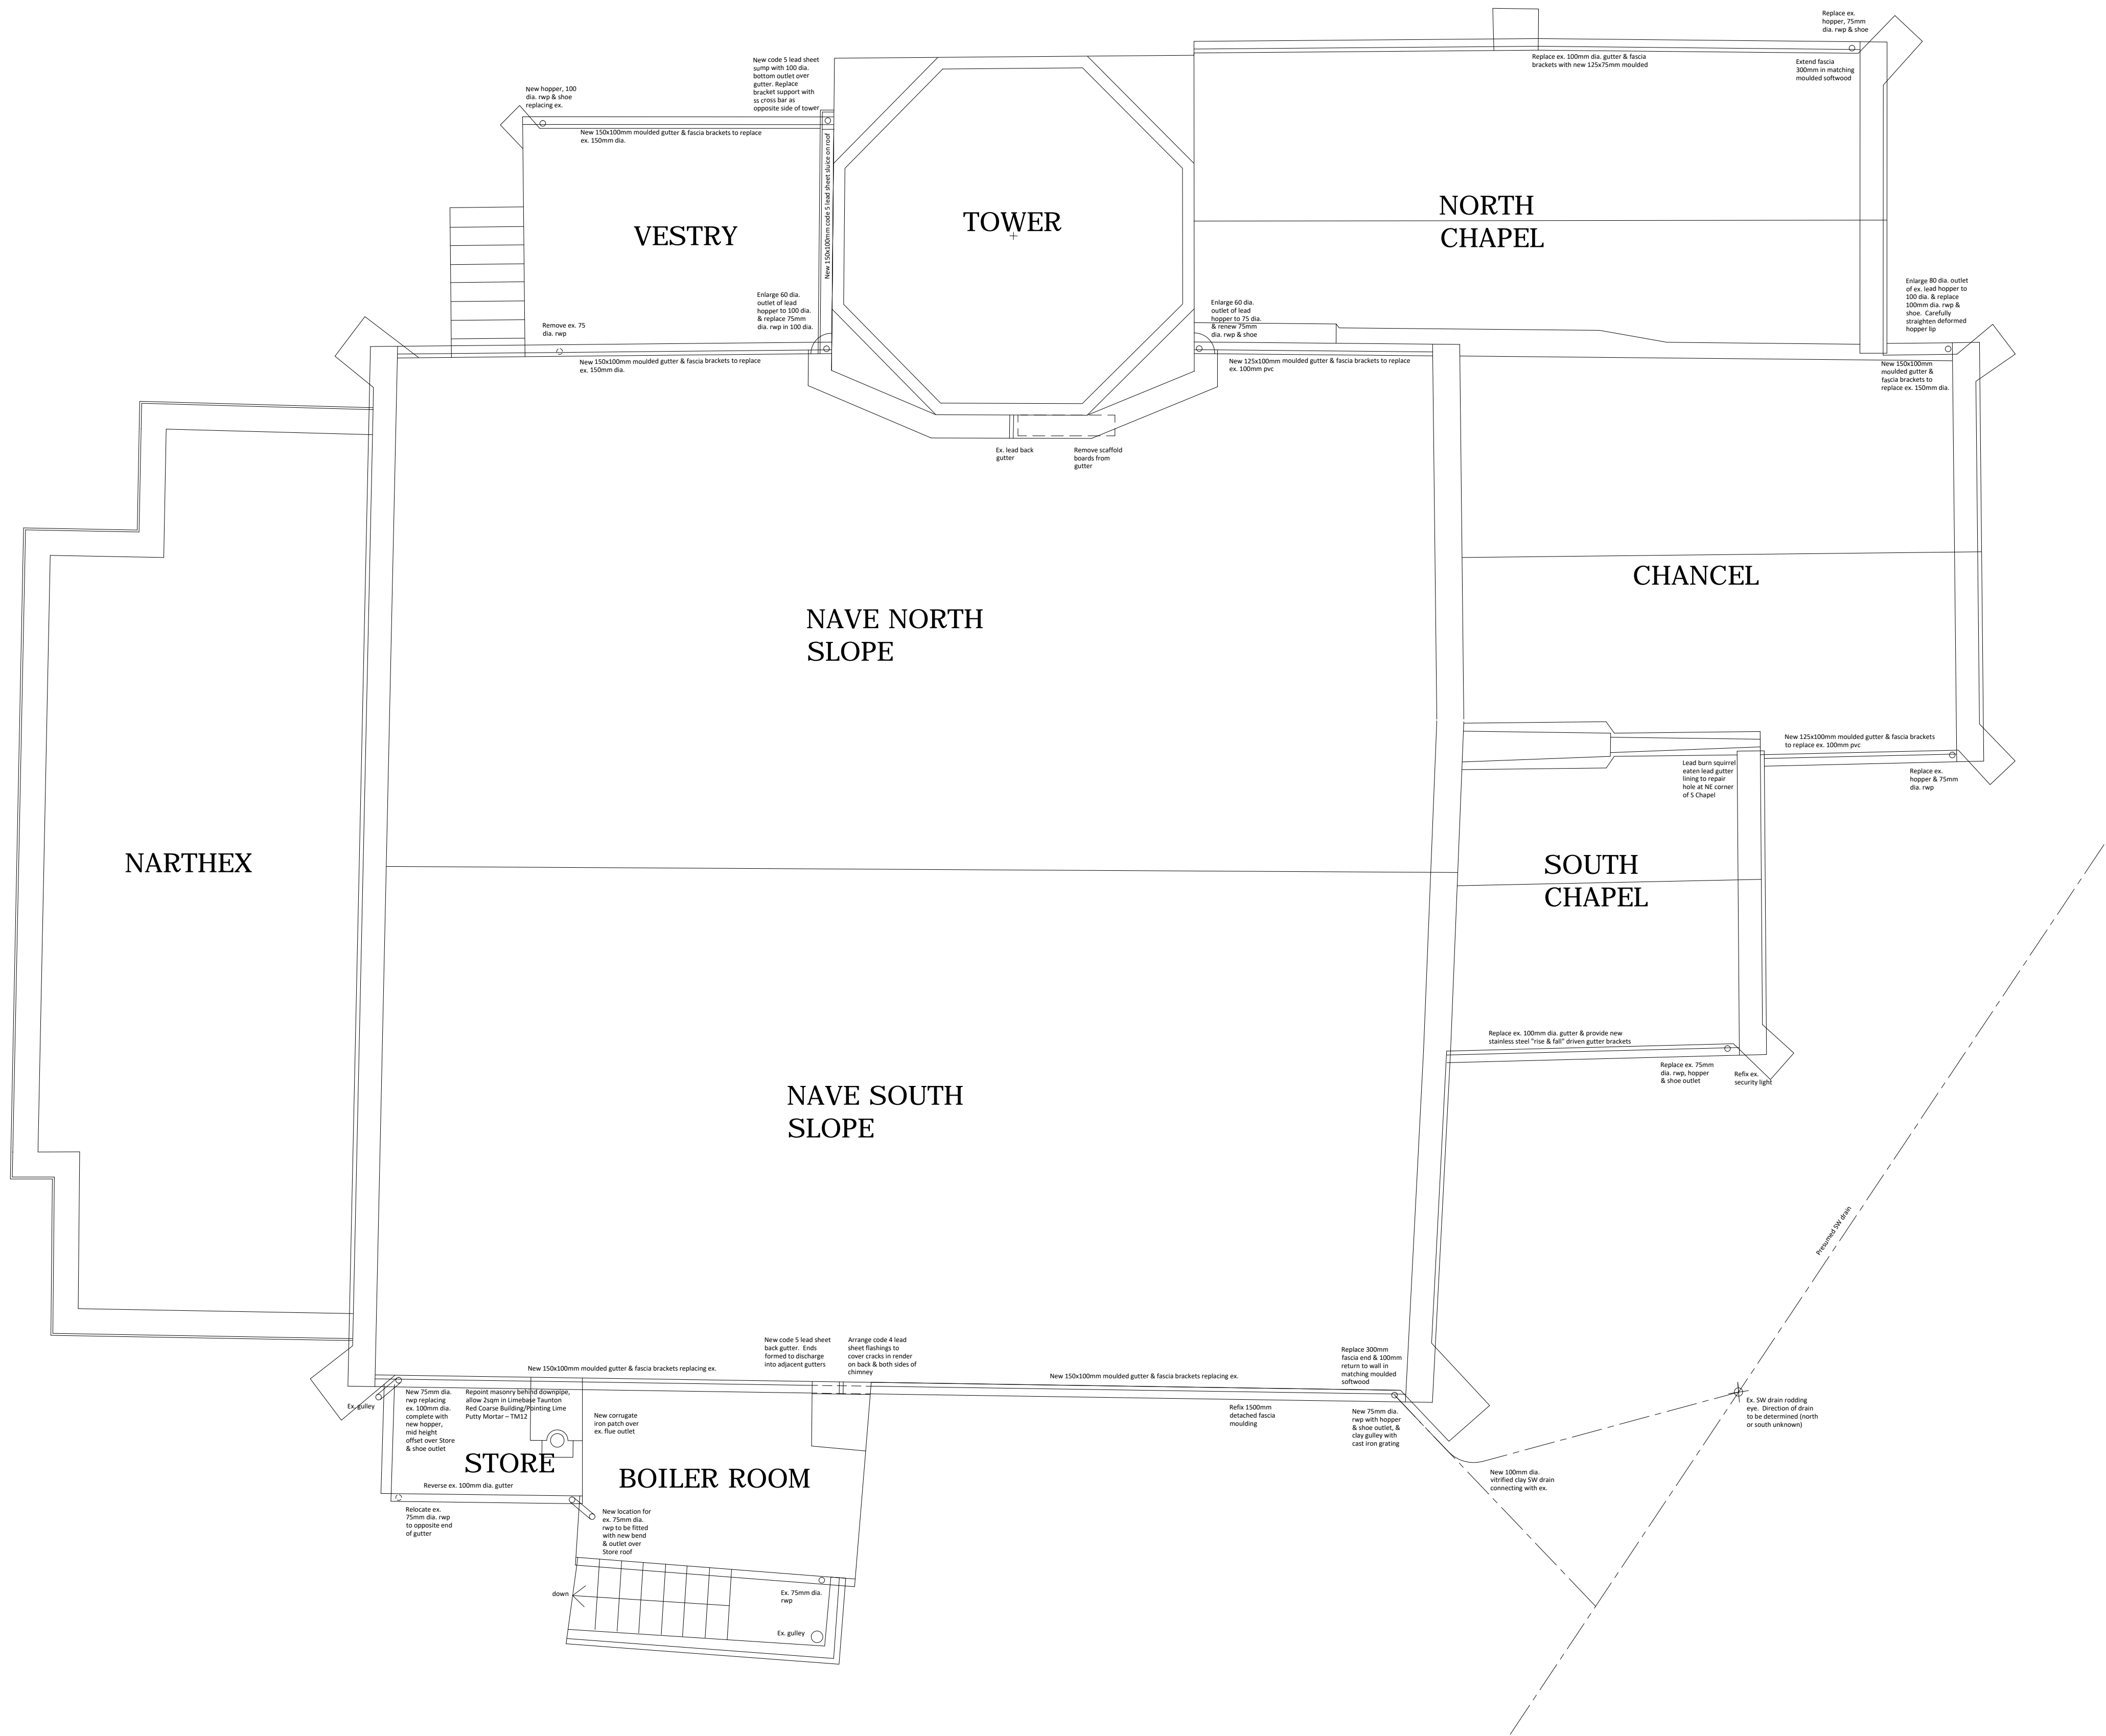 Replace ex.
hopper, 75mm
dia. rwp & shoe
Replace ex. 100mm dia. gutter & fascia
brackets with new 125x75mm moulded
Extend fascia
300mm in matching
moulded softwood
New code 5 lead sheet
sump with 100 dia.
bottom outlet over
gutter. Replace
bracket support with
ss cross bar as
opposite side of tower
New hopper, 100
dia. rwp & shoe
replacing ex.
New 150x100mm moulded gutter & fascia brackets to replace
ex. 150mm dia.
New 150x100mm code 5 lead sheet sluice on roof
VESTRY
TOWER
NORTH
CHAPEL
Enlarge 60 dia.
outlet of lead
hopper to 100 dia.
& replace 75mm
dia. rwp in 100 dia.
Remove ex. 75
dia. rwp
Enlarge 60 dia.
outlet of lead
hopper to 75 dia.
& renew 75mm
dia. rwp & shoe
Enlarge 80 dia. outlet
of ex. lead hopper to
100 dia. & replace
100mm dia. rwp &
shoe. Carefully
straighten deformed
hopper lip
New 150x100mm moulded gutter & fascia brackets to replace
ex. 150mm dia.
New 125x100mm moulded gutter & fascia brackets to replace
ex. 100mm pvc
New 150x100mm
moulded gutter &
fascia brackets to
replace ex. 150mm dia.
Ex. lead back
gutter
Remove scaffold
boards from
gutter
CHANCEL
NAVE NORTH
SLOPE
New 125x100mm moulded gutter & fascia brackets
to replace ex. 100mm pvc
Lead burn squirrel
eaten lead gutter
lining to repair
hole at NE corner
of S Chapel
Replace ex.
hopper & 75mm
dia. rwp
NARTHEX
SOUTH
CHAPEL
Replace ex. 100mm dia. gutter & provide new
stainless steel "rise & fall" driven gutter brackets
Replace ex. 75mm
dia. rwp, hopper
& shoe outlet
Refix ex.
security light
NAVE SOUTH
SLOPE
Presumed SW drain
New code 5 lead sheet
back gutter. Ends
formed to discharge
into adjacent gutters
Arrange code 4 lead
sheet flashings to
cover cracks in render
on back & both sides of
chimney
Replace 300mm
fascia end & 100mm
return to wall in
matching moulded
softwood
New 150x100mm moulded gutter & fascia brackets replacing ex.
New 150x100mm moulded gutter & fascia brackets replacing ex.
Ex. gulley
New 75mm dia.
rwp replacing
ex. 100mm dia.
complete with
new hopper,
mid height
offset over Store
& shoe outlet
Repoint masonry behind downpipe,
allow 2sqm in Limebase Taunton
Red Coarse Building/Pointing Lime
Putty Mortar – TM12
New corrugate
iron patch over
ex. flue outlet
Refix 1500mm
detached fascia
moulding
New 75mm dia.
rwp with hopper
& shoe outlet, &
clay gulley with
cast iron grating
Ex. SW drain rodding
eye. Direction of drain
to be determined (north
or south unknown)
STORE
BOILER ROOM
New 100mm dia.
vitrified clay SW drain
connecting with ex.
Reverse ex. 100mm dia. gutter
Relocate ex.
75mm dia. rwp
to opposite end
of gutter
New location for
ex. 75mm dia.
rwp to be fitted
with new bend
& outlet over
Store roof
down
Ex. 75mm dia.
rwp
Ex. gulley